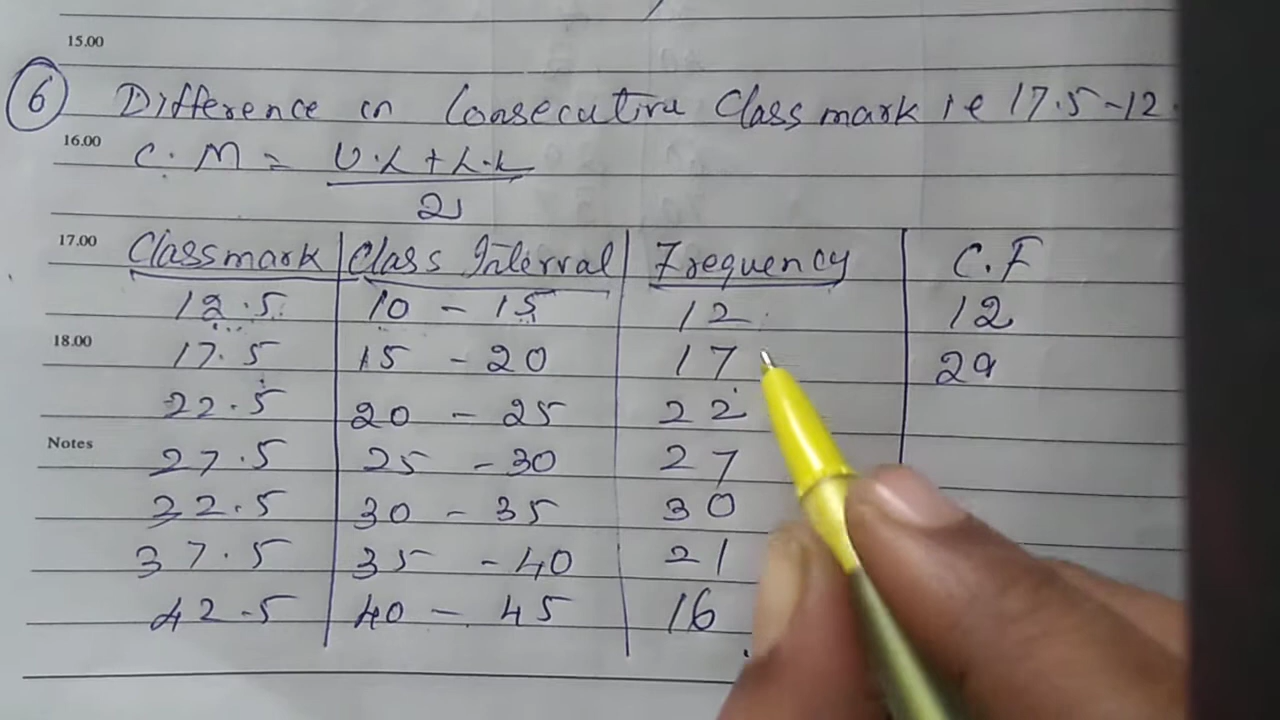 15.00
6 Difference in Consecutive Class mark ie 17.5-12.
16.00
C.M = U.L + L.L
2
17.00 Class mark Class Interval Frequency C.F
12.5 10 - 15 12 12
18.00 17.5 15 - 20 17 29
22.5 20 - 25 22
Notes 27.5 25 - 30 27
32.5 30 - 35 30
37.5 35 - 40 21
42.5 40 - 45 16